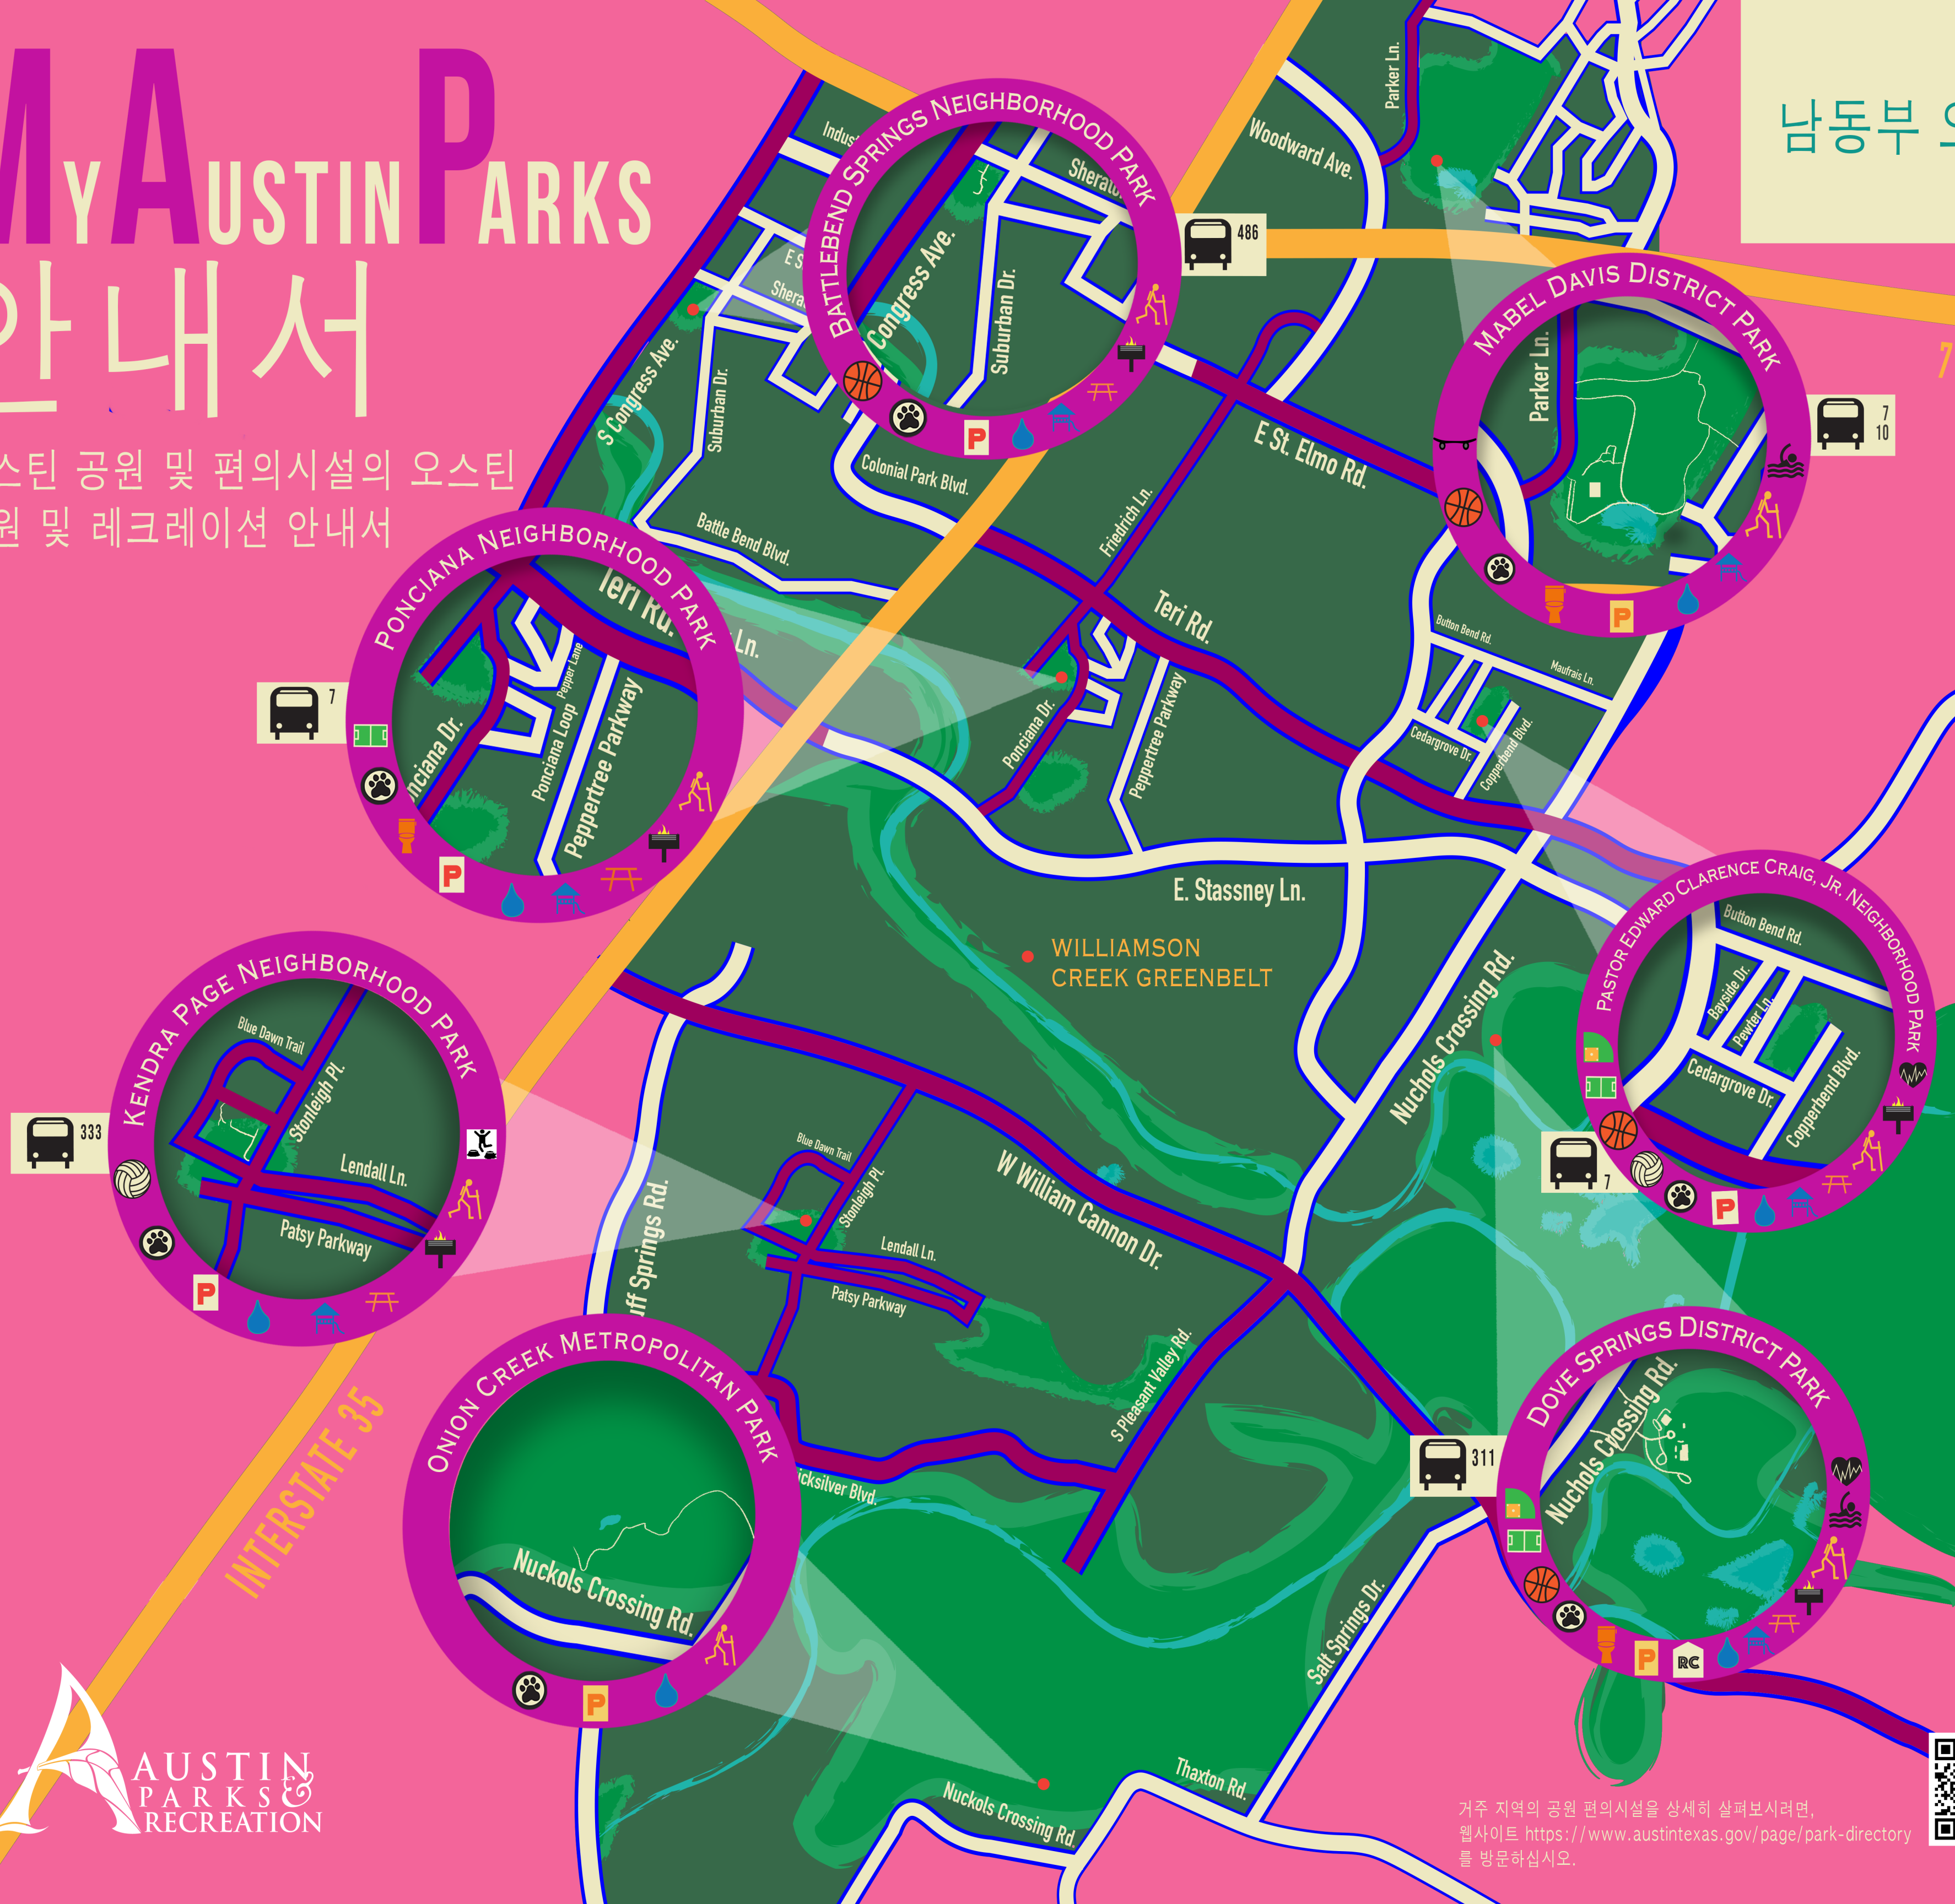 MY AUSTIN PARKS
안내서
스틴 공원 및 편의시설의 오스틴
원 및 레크레이션 안내서
남동부
BATTLEBEND SPRINGS NEIGHBORHOOD PARK
Congress Ave.
Suburban Dr.
486
Woodward Ave.
Parker Ln.
MABEL DAVIS DISTRICT PARK
Parker Ln.
7
10
7
S Congress Ave.
Suburban Dr.
Colonial Park Blvd.
Battle Bend Blvd.
E St. Elmo Rd.
Friedrich Ln.
Teri Rd.
Ponciana Dr.
Peppertree Parkway
Button Bend Rd.
Maufrais Ln.
Cedargrove Dr.
Copperbend Blvd.
PONCIANA NEIGHBORHOOD PARK
Teri Rd.
Ln.
Pepper Lane
Ponciana Loop
Peppertree Parkway
7
E. Stassney Ln.
WILLIAMSON
CREEK GREENBELT
Nuchols Crossing Rd.
PASTOR EDWARD CLARENCE CRAIG, JR. NEIGHBORHOOD PARK
Button Bend Rd.
Bayside Dr.
Pewter Ln.
Cedargrove Dr.
Copperbend Blvd.
7
KENDRA PAGE NEIGHBORHOOD PARK
Blue Dawn Trail
Stonleigh Pl.
Lendall Ln.
Patsy Parkway
333
Blue Dawn Trail
Stonleigh Pl.
Lendall Ln.
Patsy Parkway
W William Cannon Dr.
S Pleasant Valley Rd.
ONION CREEK METROPOLITAN PARK
Nuckols Crossing Rd.
DOVE SPRINGS DISTRICT PARK
Nuchols Crossing Rd.
RC
311
INTERSTATE 35
Salt Springs Dr.
Thaxton Rd.
Nuckols Crossing Rd.
AUSTIN
PARKS &
RECREATION
거주 지역의 공원 편의시설을 상세히 살펴보시려면,
웹사이트 https://www.austintexas.gov/page/park-directory
를 방문하십시오.